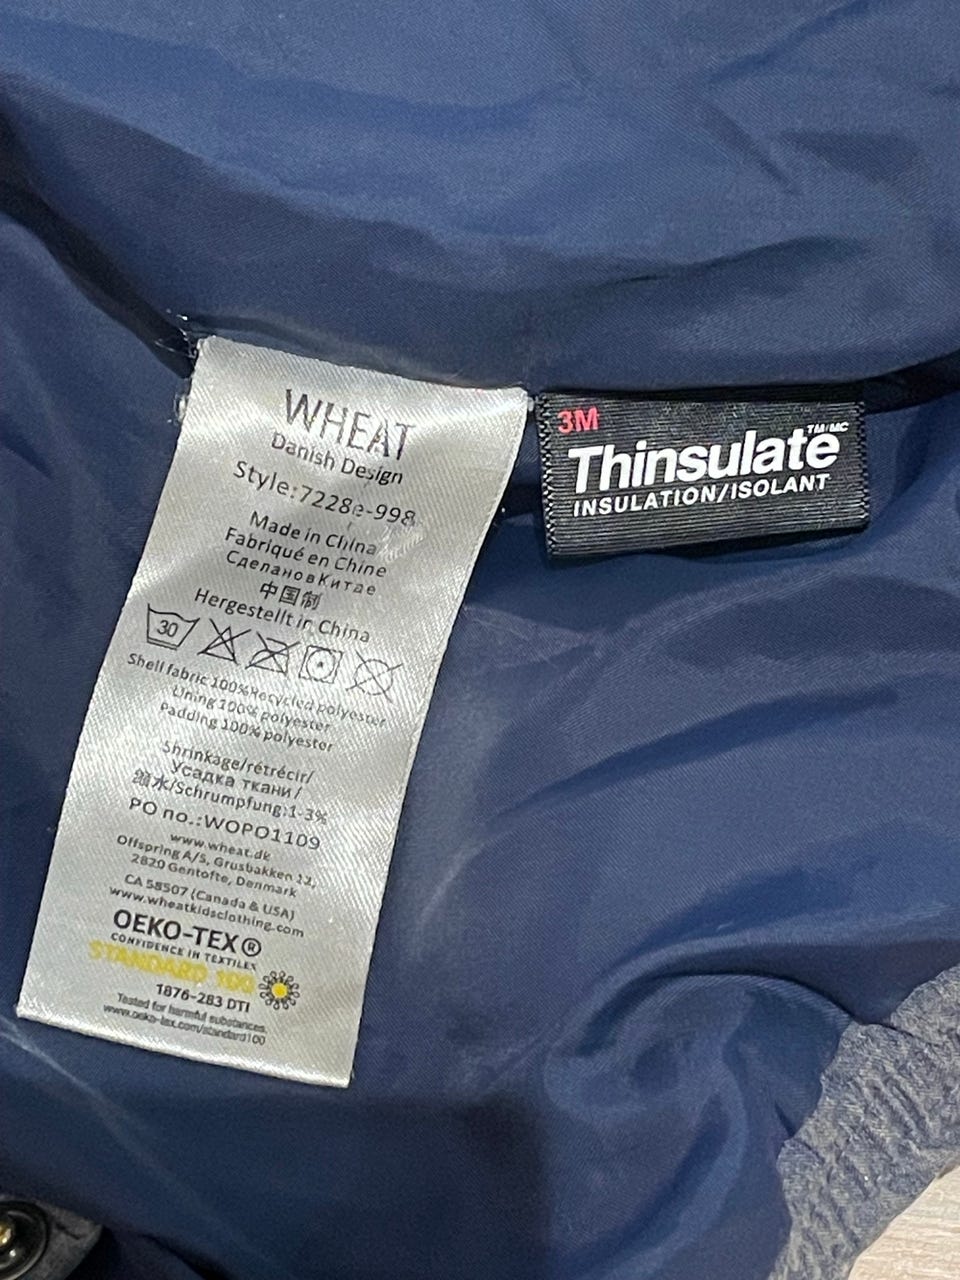 WHEAT
Danish Design
Style:7228e-998
Made in China
Fabriqué en Chine
СделановКитае
中国制
Hergestellt in China
30
Shell fabric 100%Recycled polyester
Lining100% polyester
Padding 100% polyester
Shrinkage/rétrécir/
Усадка ткани/
缩水/Schrumpfung:1-3%
PO no.:WOPO1109
www.wheat.dk
Offspring A/S, Grusbakken 12,
2820 Gentofte, Denmark
CA 58507 (Canada & USA)
www.wheatkidsclothing.com
OEKO-TEX®
CONFIDENCE IN TEXTILES
STANDARD 100
1876-283 DTI
Tested for harmful substances.
www.oeko-tex.com/standard100
3M
Thinsulate™/MC
INSULATION/ISOLANT